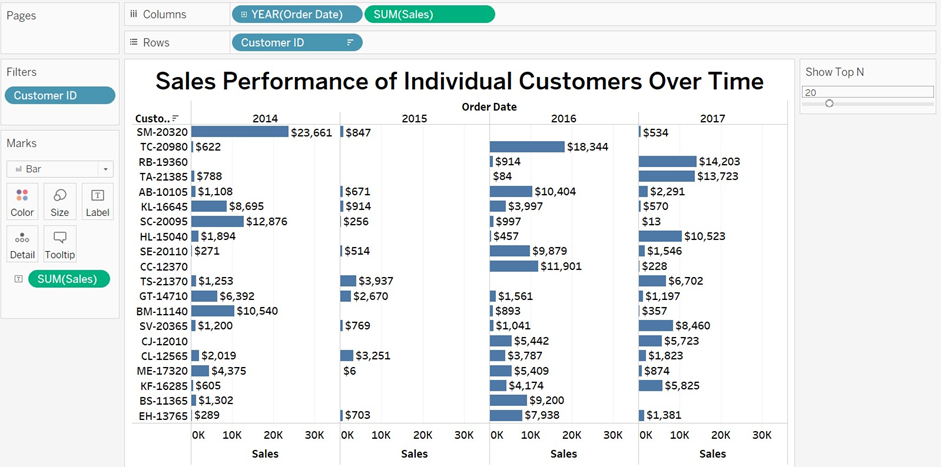 Pages
Columns
YEAR(Order Date)
SUM(Sales)
Rows
Customer ID
Filters
Customer ID
Marks
Bar
Color
Size
Label
Detail
Tooltip
SUM(Sales)
Sales Performance of Individual Customers Over Time
Order Date
Custo.. 2014 2015 2016 2017
SM-20320 $23,661 $847 $534
TC-20980 $622 $18,344
RB-19360 $914 $14,203
TA-21385 $788 $84 $13,723
AB-10105 $1,108 $671 $10,404 $2,291
KL-16645 $8,695 $914 $3,997 $570
SC-20095 $12,876 $256 $997 $13
HL-15040 $1,894 $457 $10,523
SE-20110 $271 $514 $9,879 $1,546
CC-12370 $11,901 $228
TS-21370 $1,253 $3,937 $6,702
GT-14710 $6,392 $2,670 $1,561 $1,197
BM-11140 $10,540 $893 $357
SV-20365 $1,200 $769 $1,041 $8,460
CJ-12010 $5,442 $5,723
CL-12565 $2,019 $3,251 $3,787 $1,823
ME-17320 $4,375 $6 $5,409 $874
KF-16285 $605 $4,174 $5,825
BS-11365 $1,302 $9,200
EH-13765 $289 $703 $7,938 $1,381
0K 10K 20K 30K 0K 10K 20K 30K 0K 10K 20K 30K 0K 10K 20K 30K
Sales Sales Sales Sales
Show Top N
20